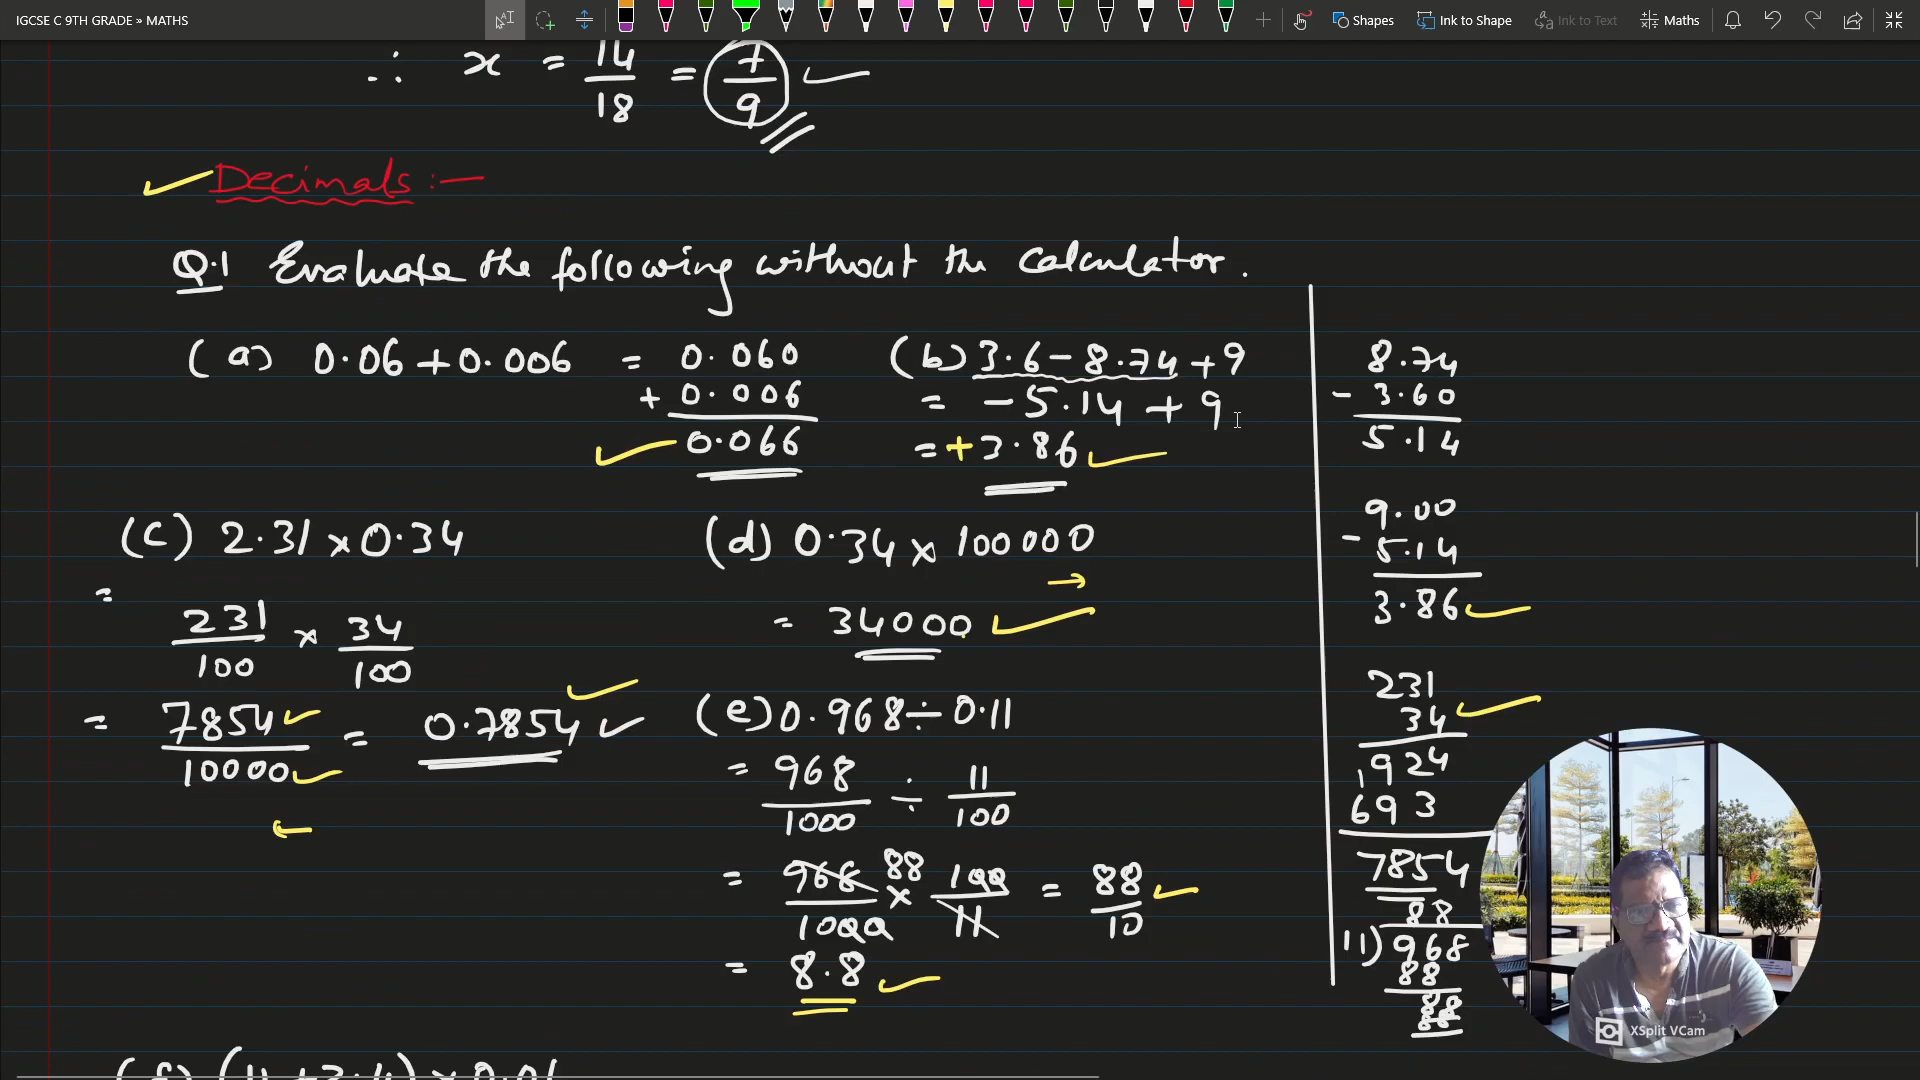 IGCSE C 9TH GRADE » MATHS
Shapes Ink to Shape Ink to Text Maths
∴ x = 14/18 = 7/9
Decimals :—
Q.1 Evaluate the following without the calculator.
(a) 0.06 + 0.006 = 0.060
+ 0.006
0.066
(b) 3.6 - 8.74 + 9
= - 5.14 + 9
= + 3.86
(c) 2.31 x 0.34
=
231/100 x 34/100
= 7854/10000 = 0.7854
(d) 0.34 x 100000
→
= 34000
(e) 0.968 ÷ 0.11
= 968/1000 ÷ 11/100
= 968/1000 88 x 100/11 = 88/10
= 8.8
8.74
- 3.60
5.14
9.00
- 5.14
3.86
231
34
1924
693
7854
88
11)968
88
88
88
XSplit VCam